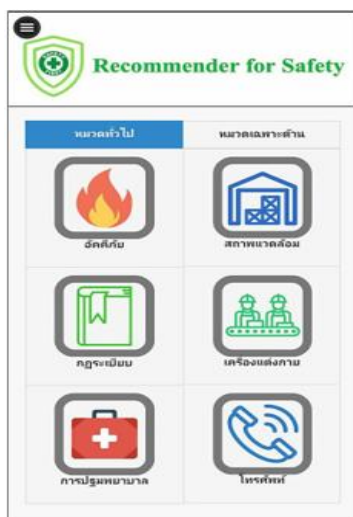 Recommender for Safety
หมวดทั่วไป
หมวดเฉพาะด้าน
อัคคีภัย
สภาพแวดล้อม
กฎระเบียบ
เครื่องแต่งกาย
การปฐมพยาบาล
โทรศัพท์